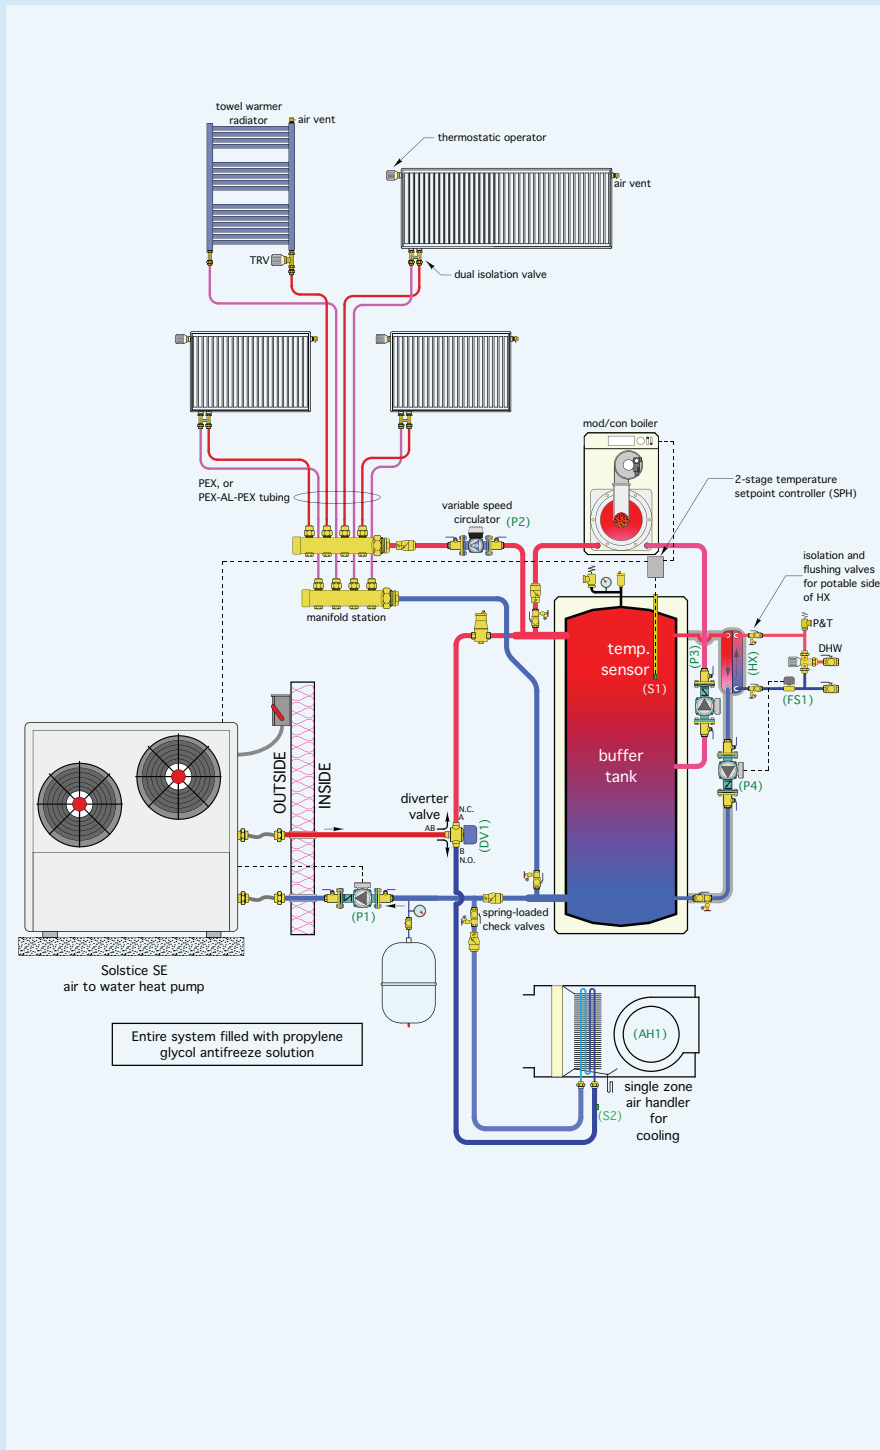 towel warmer
radiator
air vent
thermostatic operator
air vent
TRV
dual isolation valve
mod/con boiler
PEX, or
PEX-AL-PEX tubing
2-stage temperature
setpoint controller (SPH)
variable speed
circulator (P2)
isolation and
flushing valves
for potable side
of HX
manifold station
P&T
temp.
sensor
(S1)
(P3)
(HX)
DHW
(FS1)
OUTSIDE
INSIDE
buffer
tank
(P4)
diverter
valve
N.C.
A
AB
(DV1)
B
N.O.
(P1)
spring-loaded
check valves
Solstice SE
air to water heat pump
Entire system filled with propylene
glycol antifreeze solution
(AH1)
single zone
air handler
for
cooling
(S2)